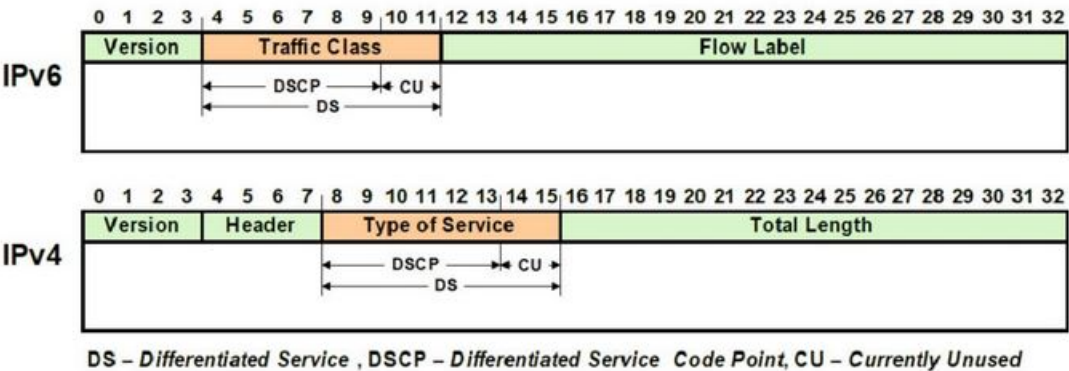 0 1 2 3 4 5 6 7 8 9 10 11 12 13 14 15 16 17 18 19 20 21 22 23 24 25 26 27 28 29 30 31 32
Version Traffic Class Flow Label
IPv6
DSCP CU
DS
0 1 2 3 4 5 6 7 8 9 10 11 12 13 14 15 16 17 18 19 20 21 22 23 24 25 26 27 28 29 30 31 32
Version Header Type of Service Total Length
IPv4
DSCP CU
DS
DS – Differentiated Service , DSCP – Differentiated Service Code Point, CU – Currently Unused